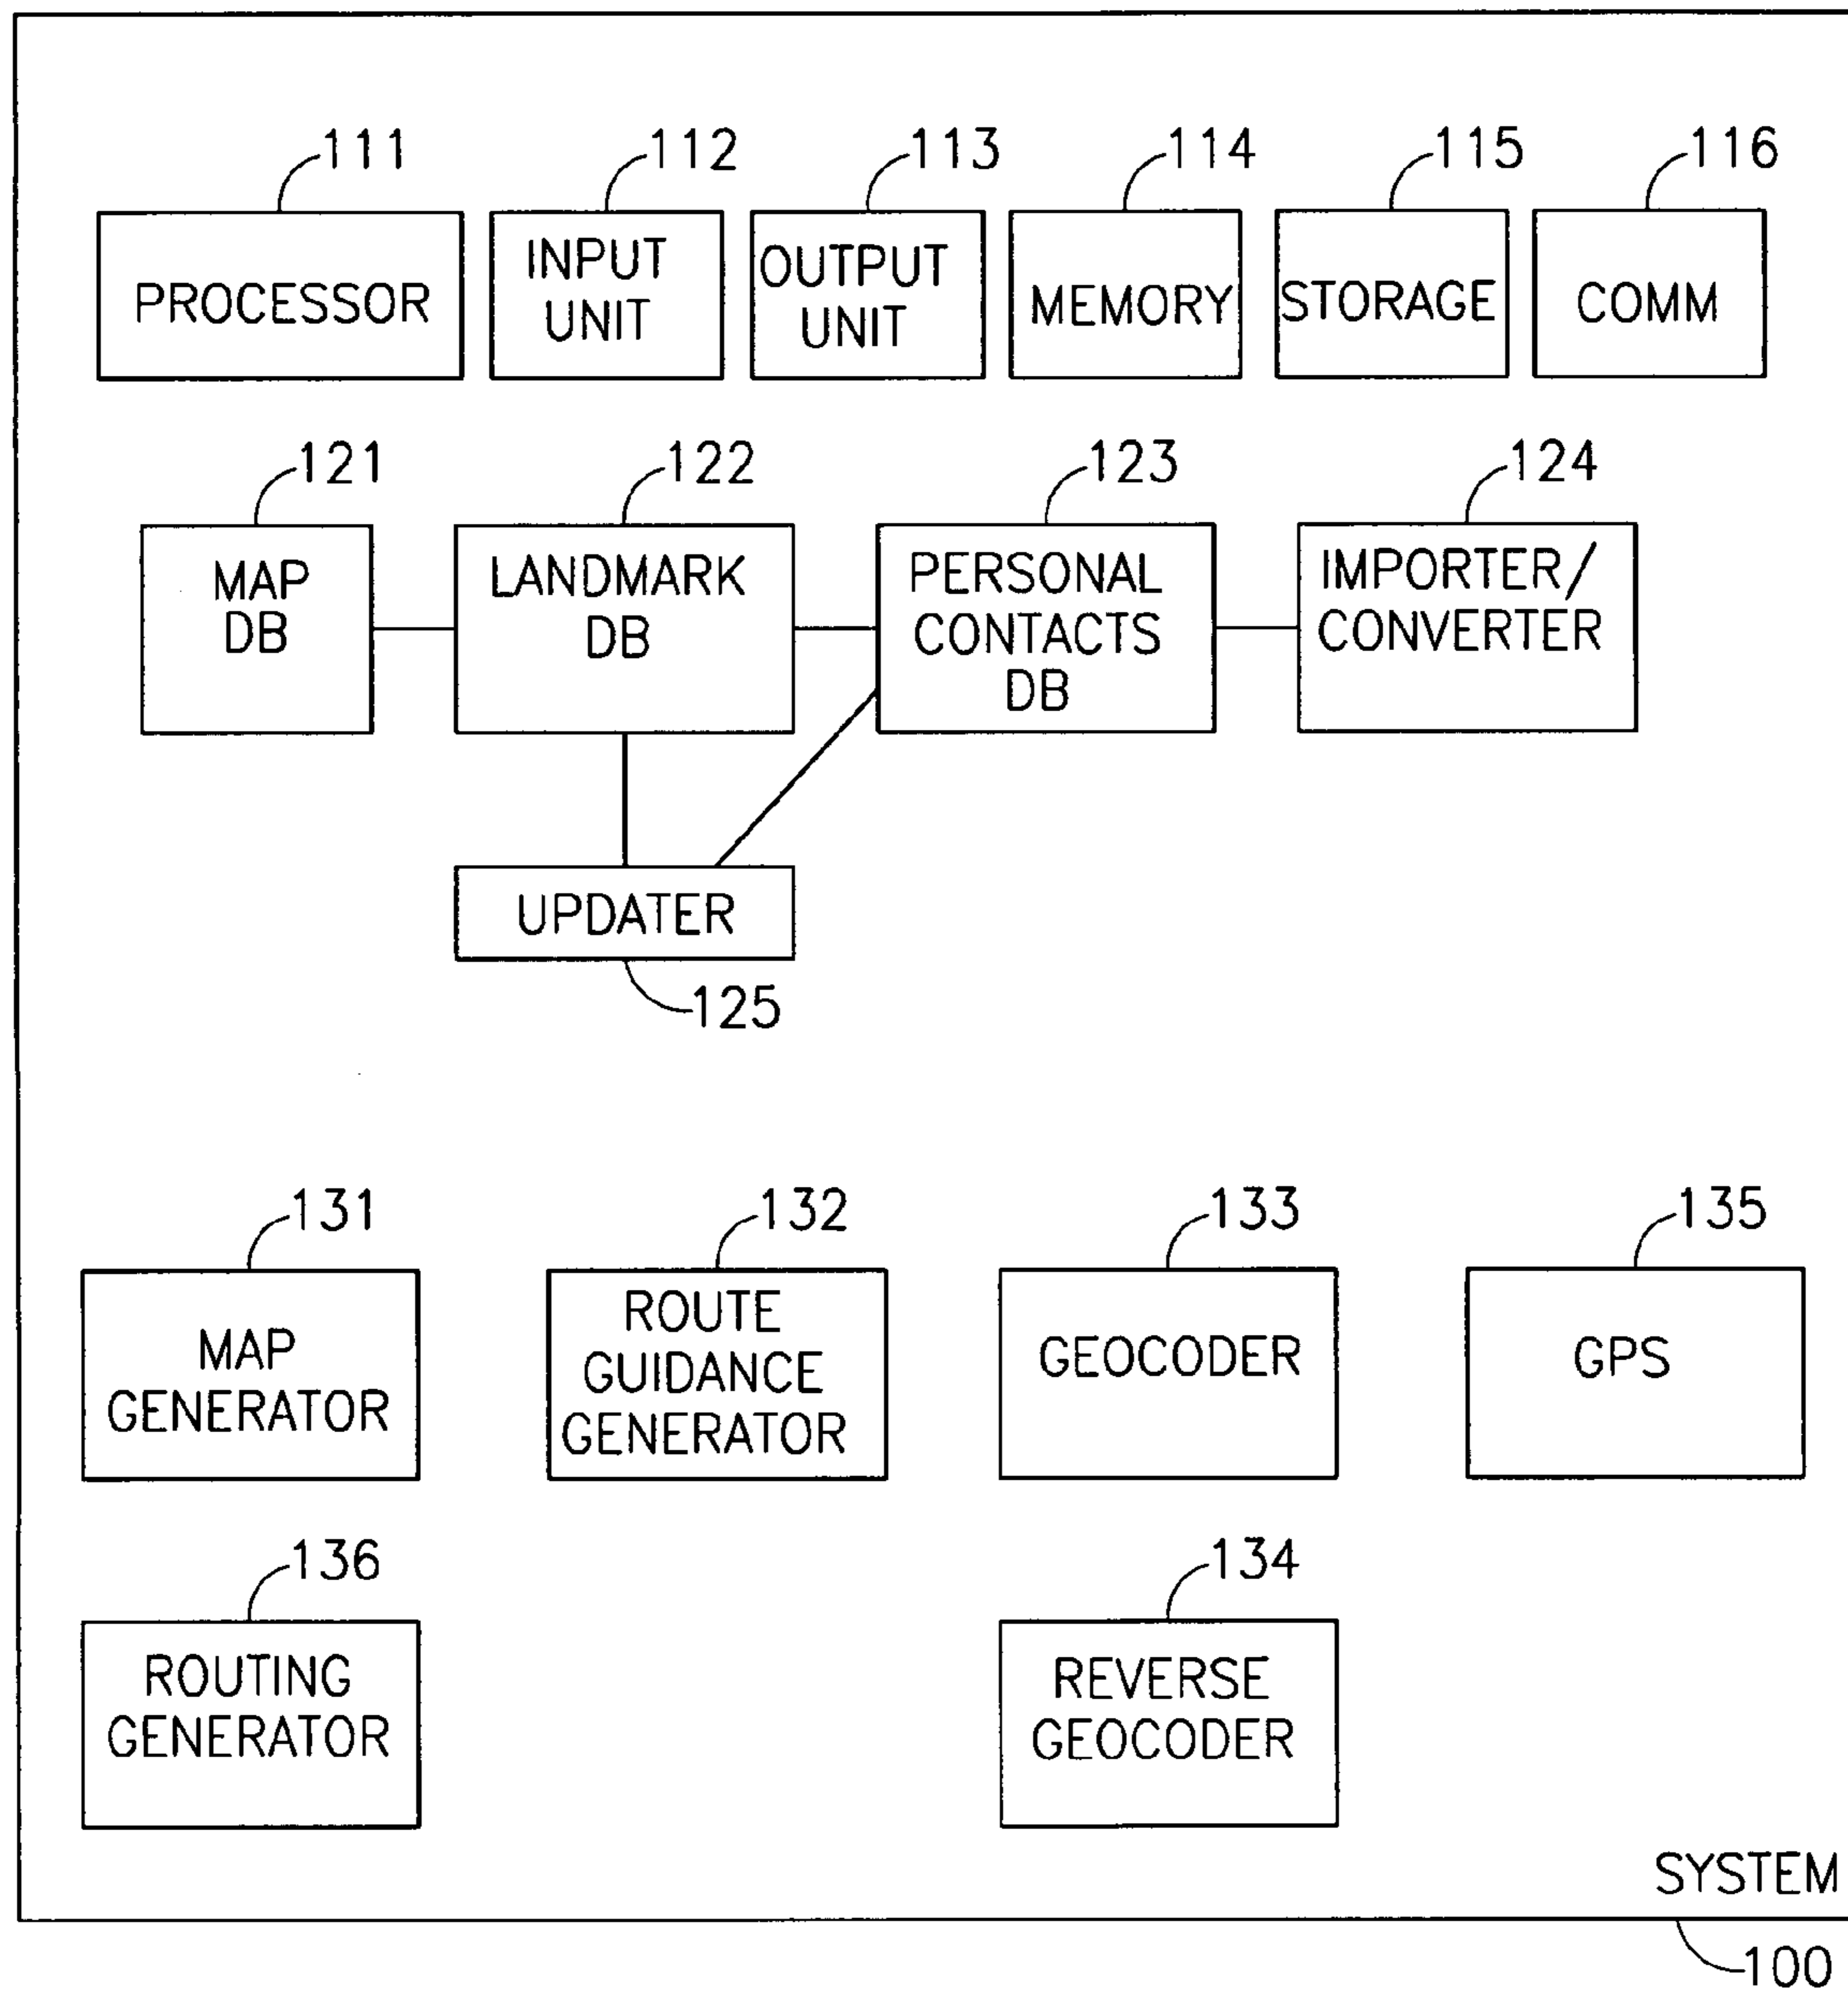 111 112 113 114 115 116
PROCESSOR
INPUT
UNIT
OUTPUT
UNIT
MEMORY
STORAGE
COMM
121 122 123 124
MAP
DB
LANDMARK
DB
PERSONAL
CONTACTS
DB
IMPORTER/
CONVERTER
UPDATER
125
131 132 133 135
MAP
GENERATOR
ROUTE
GUIDANCE
GENERATOR
GEOCODER
GPS
136 134
ROUTING
GENERATOR
REVERSE
GEOCODER
SYSTEM
100